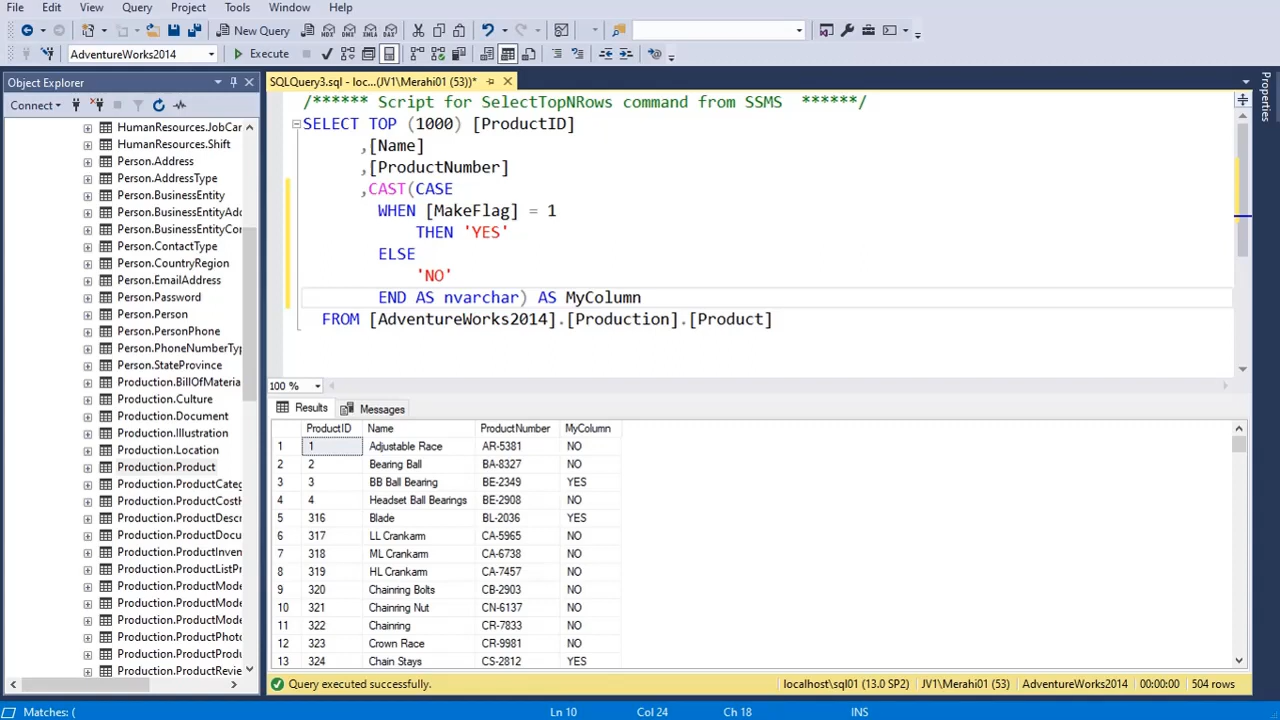 File Edit View Query Project Tools Window Help
New Query MDX DMX XMLA DAX
AdventureWorks2014 Execute
Object Explorer
Connect
HumanResources.JobCar
HumanResources.Shift
Person.Address
Person.AddressType
Person.BusinessEntity
Person.BusinessEntityAdd
Person.BusinessEntityCor
Person.ContactType
Person.CountryRegion
Person.EmailAddress
Person.Password
Person.Person
Person.PersonPhone
Person.PhoneNumberTyp
Person.StateProvince
Production.BillOfMateria
Production.Culture
Production.Document
Production.Illustration
Production.Location
Production.Product
Production.ProductCateg
Production.ProductCostH
Production.ProductDescr
Production.ProductDocu
Production.ProductInven
Production.ProductListPr
Production.ProductMode
Production.ProductMode
Production.ProductMode
Production.ProductPhoto
Production.ProductProdu
Production.ProductRevie
SQLQuery3.sql - loc...(JV1\Merahi01 (53))*
/****** Script for SelectTopNRows command from SSMS  ******/
SELECT TOP (1000) [ProductID]
,[Name]
,[ProductNumber]
,CAST(CASE
WHEN [MakeFlag] = 1
THEN 'YES'
ELSE
'NO'
END AS nvarchar) AS MyColumn
FROM [AdventureWorks2014].[Production].[Product]
100 %
Results Messages
ProductID Name ProductNumber MyColumn
1 1 Adjustable Race AR-5381 NO
2 2 Bearing Ball BA-8327 NO
3 3 BB Ball Bearing BE-2349 YES
4 4 Headset Ball Bearings BE-2908 NO
5 316 Blade BL-2036 YES
6 317 LL Crankarm CA-5965 NO
7 318 ML Crankarm CA-6738 NO
8 319 HL Crankarm CA-7457 NO
9 320 Chainring Bolts CB-2903 NO
10 321 Chainring Nut CN-6137 NO
11 322 Chainring CR-7833 NO
12 323 Crown Race CR-9981 NO
13 324 Chain Stays CS-2812 YES
Query executed successfully. localhost\sql01 (13.0 SP2) JV1\Merahi01 (53) AdventureWorks2014 00:00:00 504 rows
Matches: ( Ln 10 Col 24 Ch 18 INS
Properties